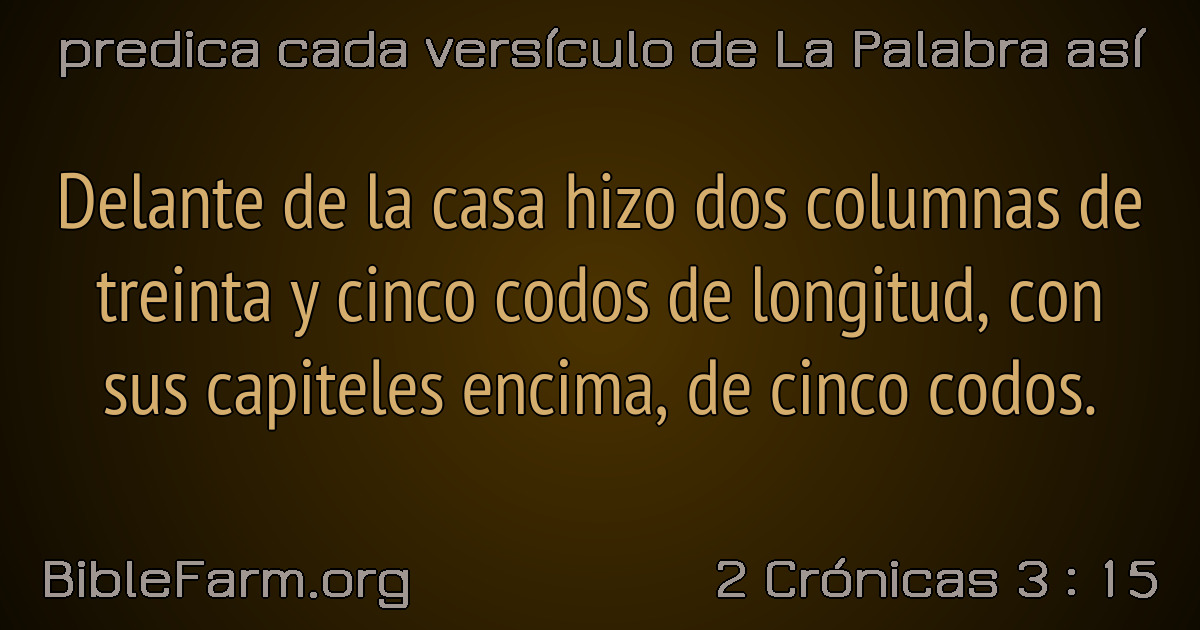 predica cada versículo de La Palabra así
Delante de la casa hizo dos columnas de
treinta y cinco codos de longitud, con
sus capiteles encima, de cinco codos.
BibleFarm.org
2 Crónicas 3 : 15